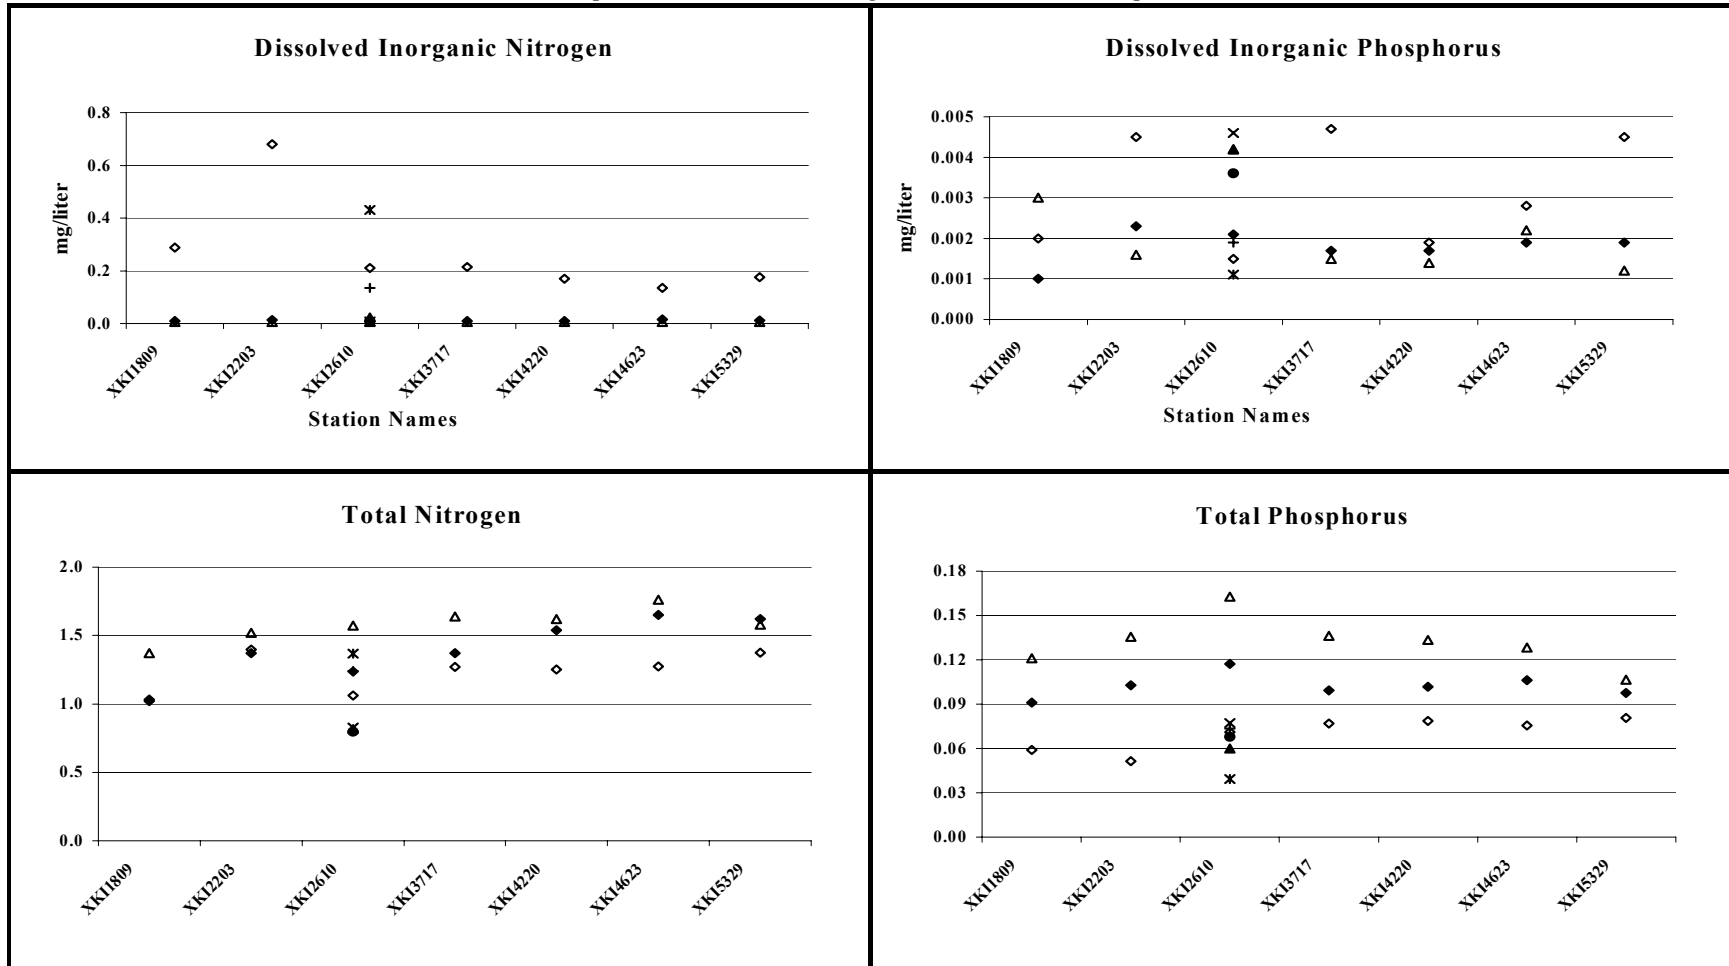 Dissolved Inorganic Nitrogen
0.8
0.6
0.4
0.2
0.0
mg/liter
XKI1809
XKI2203
XKI2610
XKI3717
XKI4220
XKI4623
XKI5329
Station Names
Dissolved Inorganic Phosphorus
0.005
0.004
0.003
0.002
0.001
0.000
mg/liter
XKI1809
XKI2203
XKI2610
XKI3717
XKI4220
XKI4623
XKI5329
Station Names
Total Nitrogen
2.0
1.5
1.0
0.5
0.0
XKI1809
XKI2203
XKI2610
XKI3717
XKI4220
XKI4623
XKI5329
Total Phosphorus
0.18
0.15
0.12
0.09
0.06
0.03
0.00
XKI1809
XKI2203
XKI2610
XKI3717
XKI4220
XKI4623
XKI5329